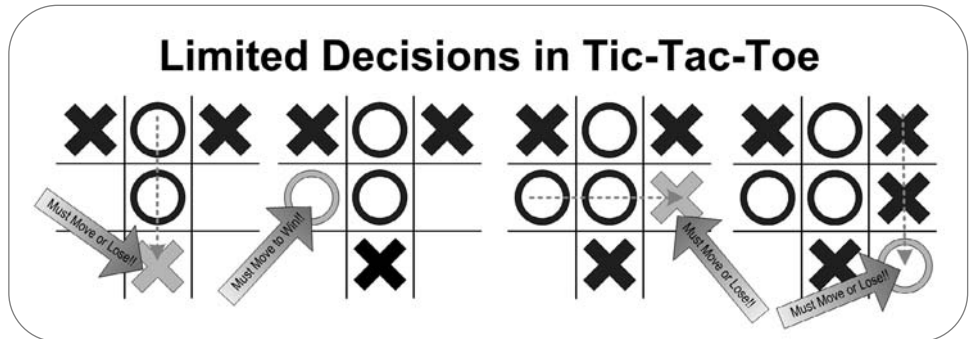 Limited Decisions in Tic-Tac-Toe
Must Move or Lose!!
Must Move to Win!!
Must Move or Lose!!
Must Move or Lose!!